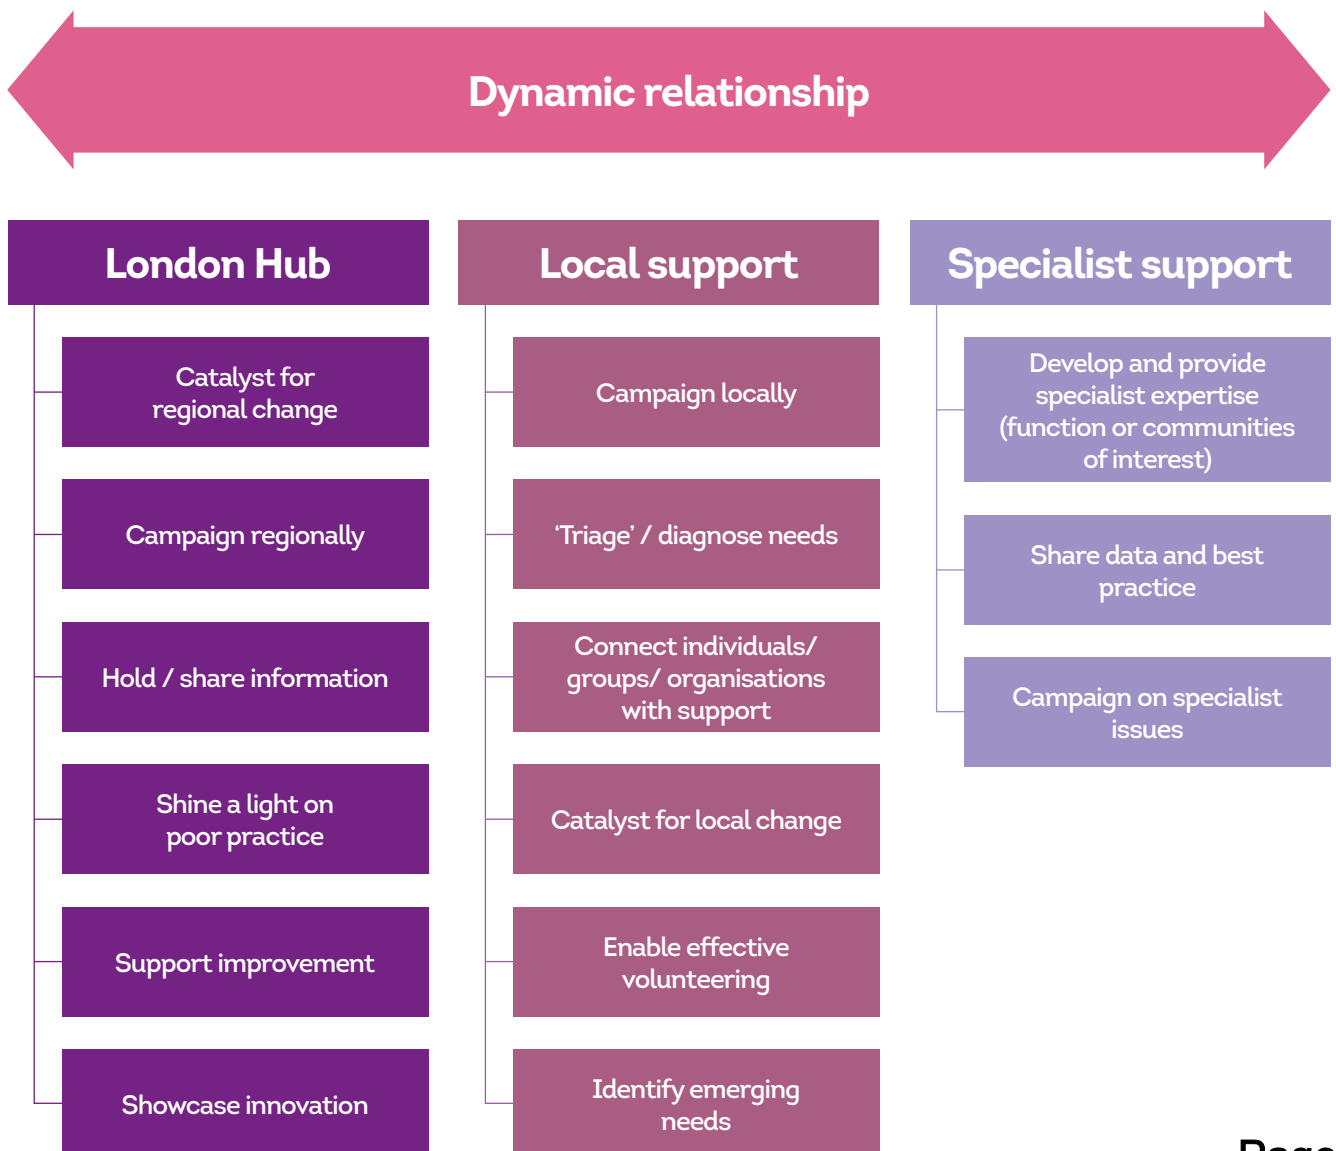 Dynamic relationship
London Hub
Catalyst for
regional change
Campaign regionally
Hold / share information
Shine a light on
poor practice
Support improvement
Showcase innovation
Local support
Campaign locally
‘Triage’ / diagnose needs
Connect individuals/
groups/ organisations
with support
Catalyst for local change
Enable effective
volunteering
Identify emerging
needs
Specialist support
Develop and provide
specialist expertise
(function or communities
of interest)
Share data and best
practice
Campaign on specialist
issues
Page